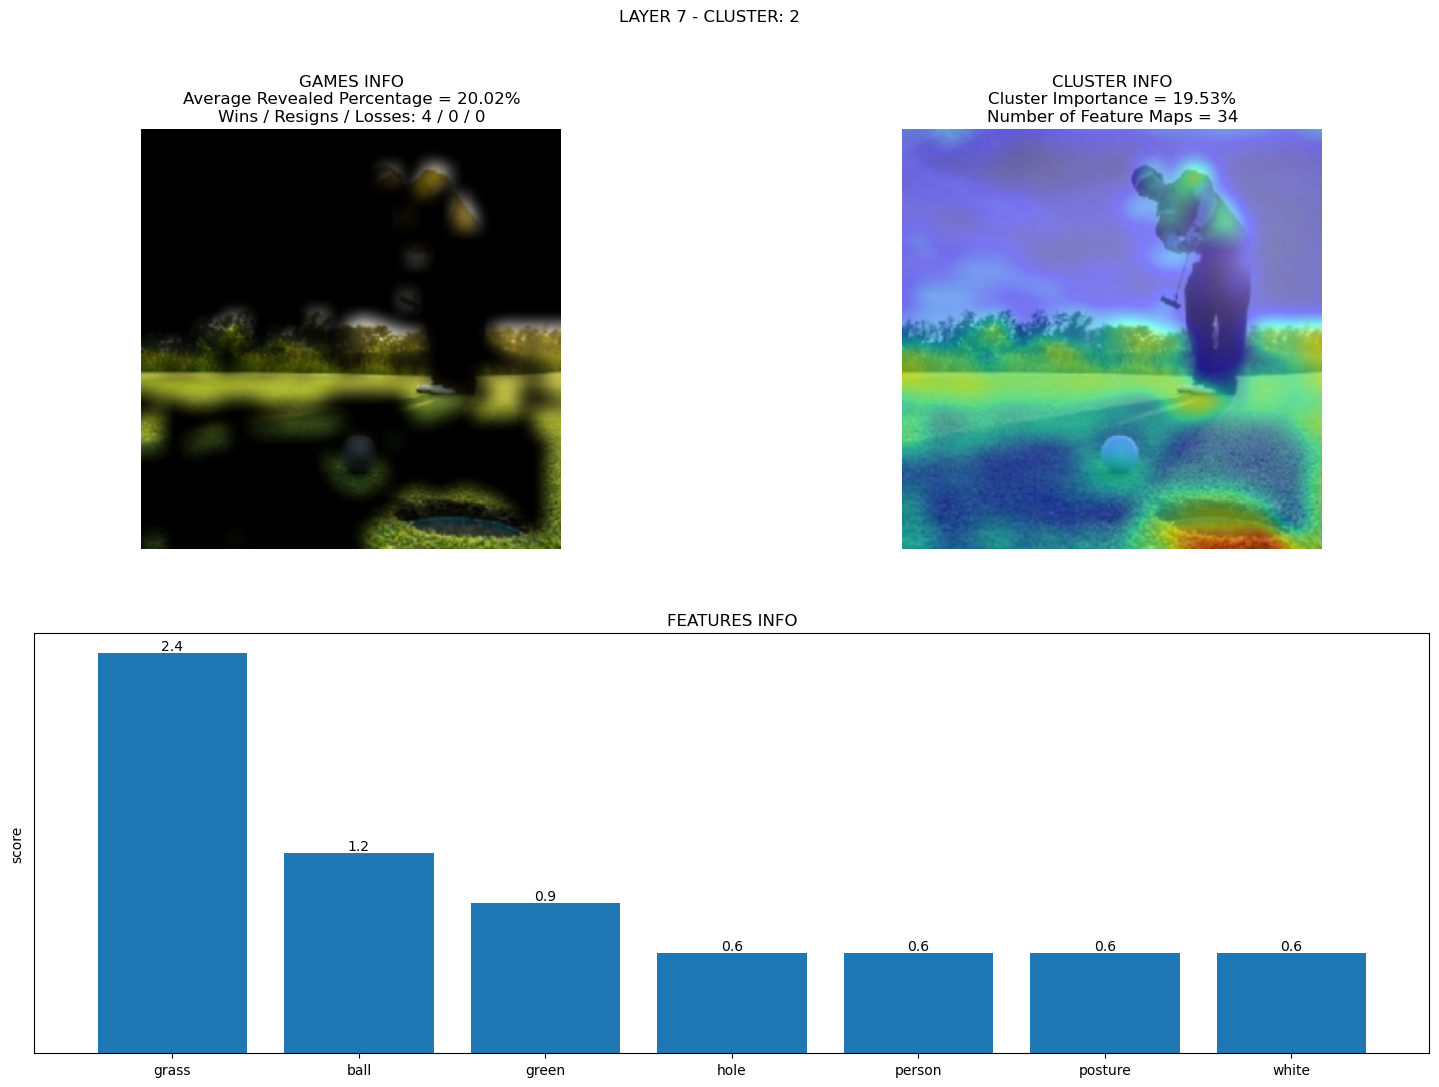 LAYER 7 - CLUSTER: 2
GAMES INFO
Average Revealed Percentage = 20.02%
Wins / Resigns / Losses: 4 / 0 / 0
CLUSTER INFO
Cluster Importance = 19.53%
Number of Feature Maps = 34
FEATURES INFO
score
2.4
1.2
0.9
0.6
0.6
0.6
0.6
grass
ball
green
hole
person
posture
white